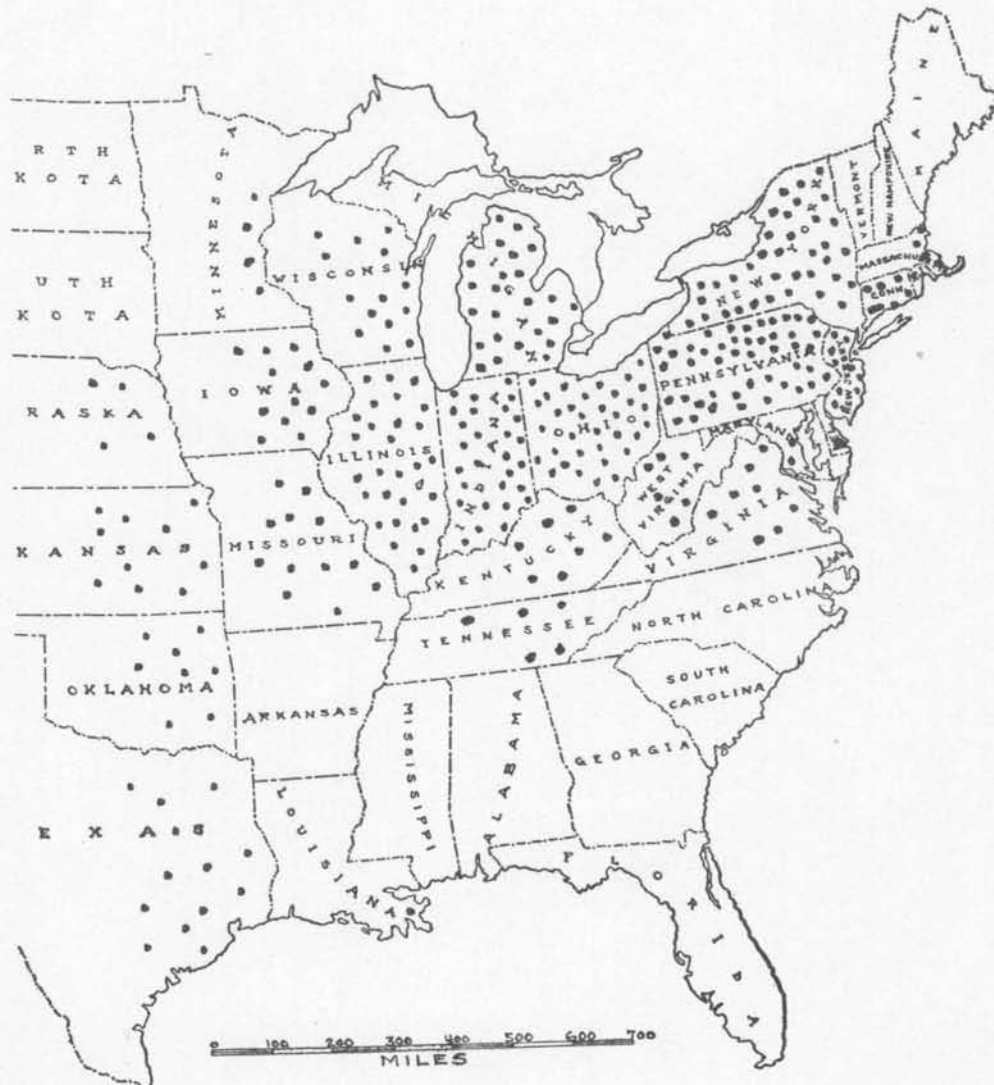 MAINE
RTH
KOTA
MINNESOTA
VERMONT
NEW HAMPSHIRE
MICHIGAN
WISCONSIN
NEW YORK
MASSACHU
CONN
UTH
KOTA
IOWA
PENNSYLVANIA
NEW J
RASKA
ILLINOIS
INDIANA
OHIO
MARYLAND
WEST
VIRGINIA
VIRGINIA
KANSAS
MISSOURI
KENTUCKY
TENNESSEE
NORTH CAROLINA
OKLAHOMA
ARKANSAS
SOUTH
CAROLINA
MISSISSIPPI
ALABAMA
GEORGIA
EXAS
LOUISIANA
FLORIDA
0 100 200 300 400 500 600 700
MILES